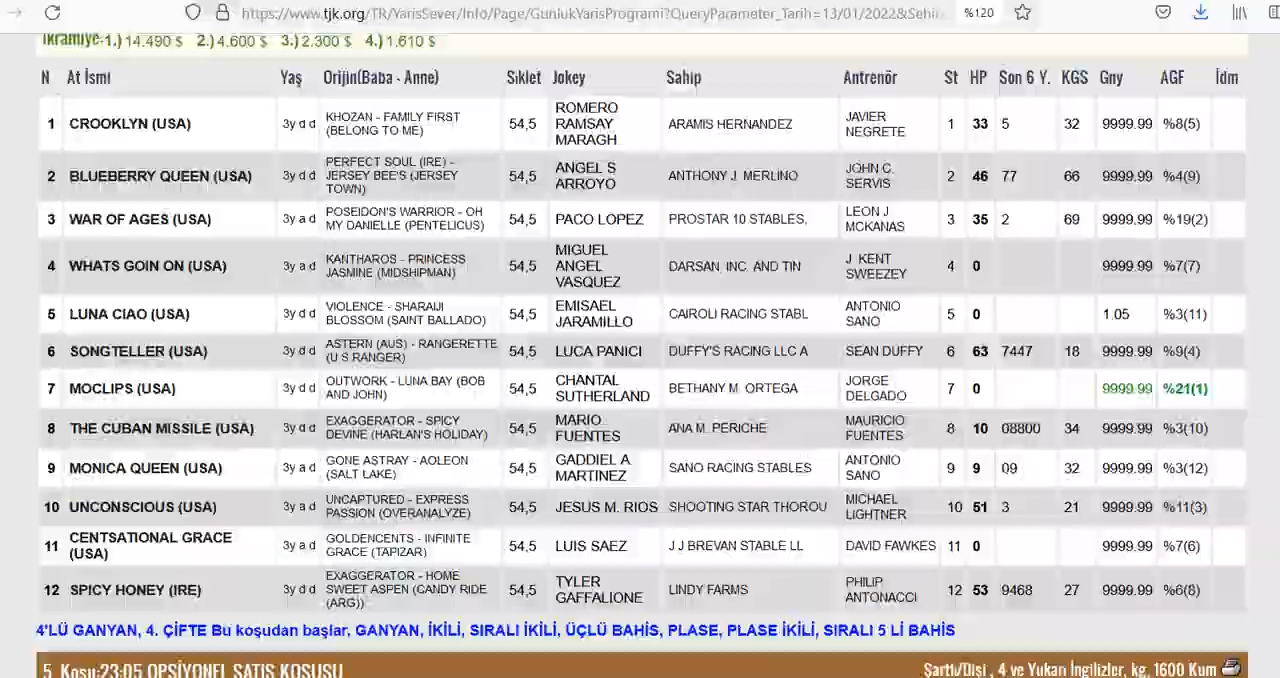 https://www.tjk.org/TR/YarisSever/Info/Page/GunlukYarisProgrami?QueryParameter_Tarih=13/01/2022&Sehi %120
İkramiye:1.) 14.490 $ 2.) 4.600 $ 3.) 2.300 $ 4.) 1.610 $
N At İsmi Yaş Orijin(Baba - Anne) Sıklet Jokey Sahip Antrenör St HP Son 6 Y. KGS Gny AGF İdm
1 CROOKLYN (USA) 3y d d KHOZAN - FAMILY FIRST (BELONG TO ME) 54,5 ROMERO RAMSAY MARAGH ARAMIS HERNANDEZ JAVIER NEGRETE 1 33 5 32 9999.99 %8(5)
2 BLUEBERRY QUEEN (USA) 3y d d PERFECT SOUL (IRE) - JERSEY BEE'S (JERSEY TOWN) 54,5 ANGEL S ARROYO ANTHONY J. MERLINO JOHN C. SERVIS 2 46 77 66 9999.99 %4(9)
3 WAR OF AGES (USA) 3y a d POSEIDON'S WARRIOR - OH MY DANIELLE (PENTELICUS) 54,5 PACO LOPEZ PROSTAR 10 STABLES, LEON J MCKANAS 3 35 2 69 9999.99 %19(2)
4 WHATS GOIN ON (USA) 3y a d KANTHAROS - PRINCESS JASMINE (MIDSHIPMAN) 54,5 MIGUEL ANGEL VASQUEZ DARSAN, INC. AND TIN J. KENT SWEEZEY 4 0 9999.99 %7(7)
5 LUNA CIAO (USA) 3y d d VIOLENCE - SHARAIJI BLOSSOM (SAINT BALLADO) 54,5 EMISAEL JARAMILLO CAIROLI RACING STABL ANTONIO SANO 5 0 1.05 %3(11)
6 SONGTELLER (USA) 3y d d ASTERN (AUS) - RANGERETTE (U S RANGER) 54,5 LUCA PANICI DUFFY'S RACING LLC A SEAN DUFFY 6 63 7447 18 9999.99 %9(4)
7 MOCLIPS (USA) 3y d d OUTWORK - LUNA BAY (BOB AND JOHN) 54,5 CHANTAL SUTHERLAND BETHANY M. ORTEGA JORGE DELGADO 7 0 9999.99 %21(1)
8 THE CUBAN MISSILE (USA) 3y d d EXAGGERATOR - SPICY DEVINE (HARLAN'S HOLIDAY) 54,5 MARIO FUENTES ANA M. PERICHE MAURICIO FUENTES 8 10 08800 34 9999.99 %3(10)
9 MONICA QUEEN (USA) 3y a d GONE ASTRAY - AOLEON (SALT LAKE) 54,5 GADDIEL A MARTINEZ SANO RACING STABLES ANTONIO SANO 9 9 09 32 9999.99 %3(12)
10 UNCONSCIOUS (USA) 3y d d UNCAPTURED - EXPRESS PASSION (OVERANALYZE) 54,5 JESUS M. RIOS SHOOTING STAR THOROU MICHAEL LIGHTNER 10 51 3 21 9999.99 %11(3)
11 CENTSATIONAL GRACE (USA) 3y a d GOLDENCENTS - INFINITE GRACE (TAPIZAR) 54,5 LUIS SAEZ J J BREVAN STABLE LL DAVID FAWKES 11 0 9999.99 %7(6)
12 SPICY HONEY (IRE) 3y d d EXAGGERATOR - HOME SWEET ASPEN (CANDY RIDE (ARG)) 54,5 TYLER GAFFALIONE LINDY FARMS PHILIP ANTONACCI 12 53 9468 27 9999.99 %6(8)
4'LÜ GANYAN, 4. ÇİFTE Bu koşudan başlar, GANYAN, İKİLİ, SIRALI İKİLİ, ÜÇLÜ BAHİS, PLASE, PLASE İKİLİ, SIRALI 5 Lİ BAHİS
5. Koşu:23:05 OPSİYONEL SATIŞ KOŞUSU Şartlı/Dişi , 4 ve Yukarı İngilizler, kg, 1600 Kum